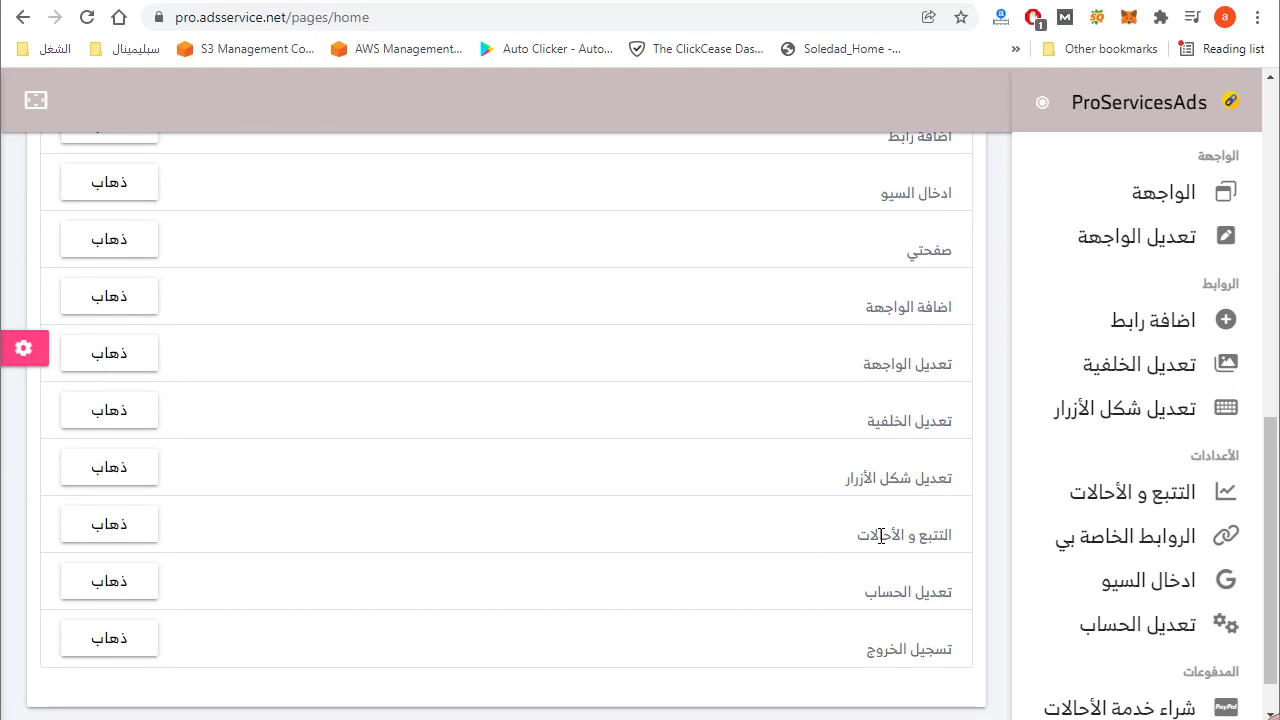 pro.adsservice.net/pages/home
1
a
الشغل
سيليمينال
S3 Management Co...
AWS Management...
Auto Clicker - Auto...
The ClickCease Das...
Soledad_Home -...
»
Other bookmarks
Reading list
ProServicesAds
اضافة رابط
ذهاب
ادخال السيو
ذهاب
صفحتي
ذهاب
اضافة الواجهة
ذهاب
تعديل الواجهة
ذهاب
تعديل الخلفية
ذهاب
تعديل شكل الأزرار
ذهاب
التتبع و الأحالات
ذهاب
تعديل الحساب
ذهاب
تسجيل الخروج
ذهاب
الواجهة
الواجهة
تعديل الواجهة
الروابط
اضافة رابط
تعديل الخلفية
تعديل شكل الأزرار
الأعدادات
التتبع و الأحالات
الروابط الخاصة بي
ادخال السيو
تعديل الحساب
المدفوعات
شراء خدمة الأحالات
PayPal